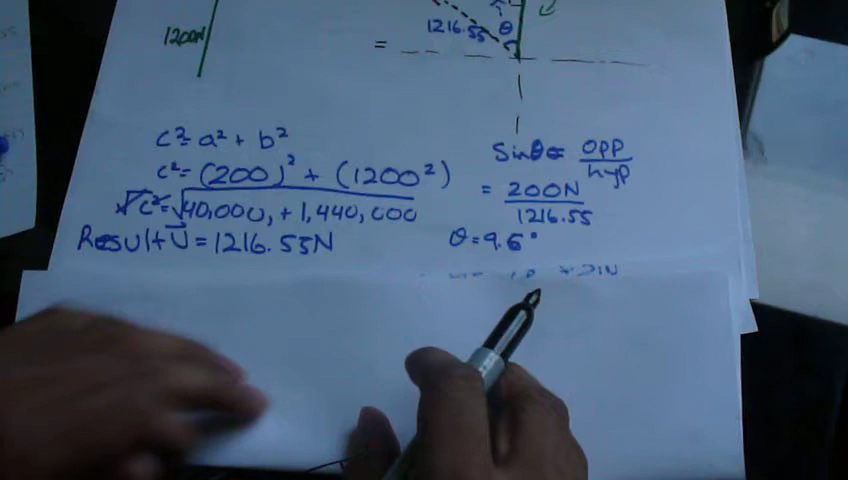 1200N
1216.55 θ
=
c²= a² + b²
c²= (200)² + (1200²)
√c²=√40,000, + 1,440,000
Result U⃗ = 1216.55N
Sinθ= OPP/hyp
= 200N/1216.55
θ=9.6°